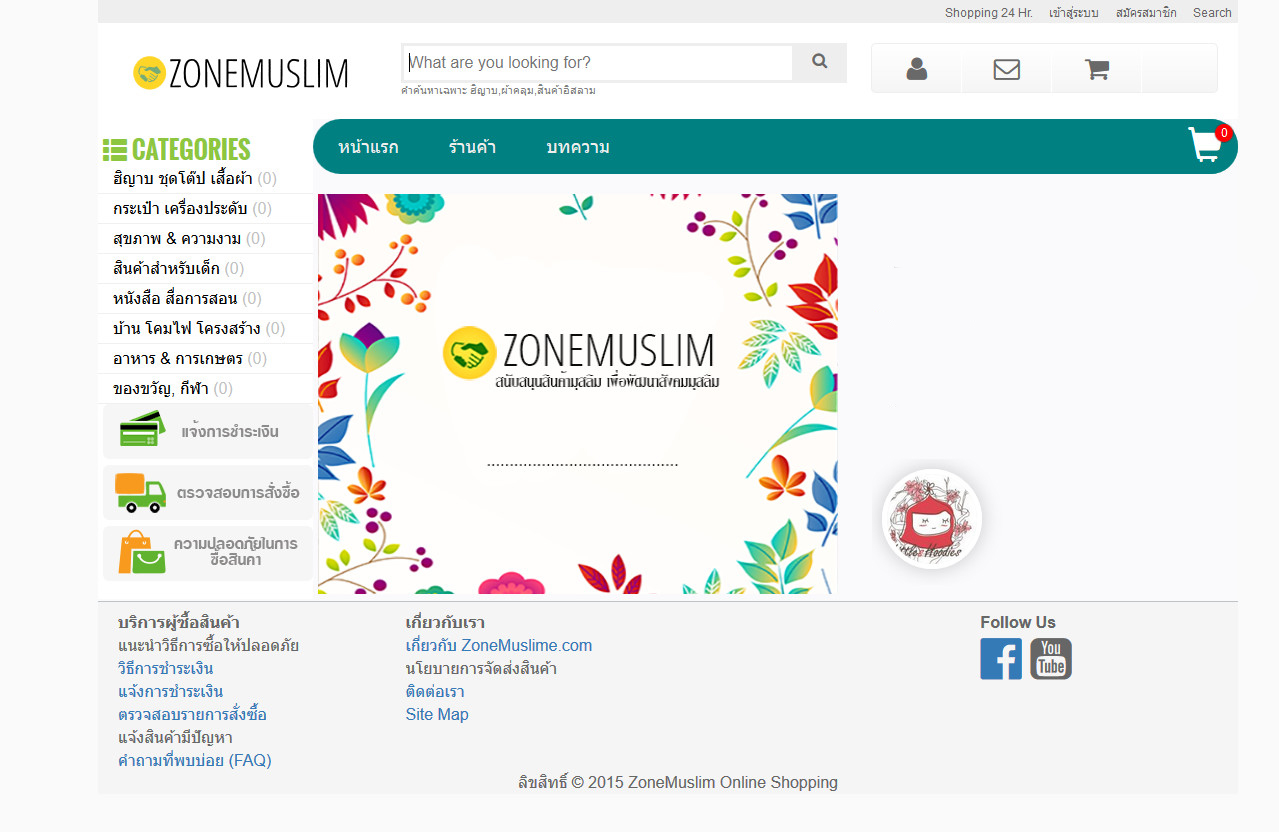 Shopping 24 Hr. เข้าสู่ระบบ สมัครสมาชิก Search
ZONEMUSLIM
What are you looking for?
คำค้นหาเฉพาะ ฮิญาบ,ผ้าคลุม,สินค้าอิสลาม
CATEGORIES
หน้าแรก ร้านค้า บทความ
0
ฮิญาบ ชุดโต๊ป เสื้อผ้า (0)
กระเป๋า เครื่องประดับ (0)
สุขภาพ & ความงาม (0)
สินค้าสำหรับเด็ก (0)
หนังสือ สื่อการสอน (0)
บ้าน โคมไฟ โครงสร้าง (0)
อาหาร & การเกษตร (0)
ของขวัญ, กีฬา (0)
แจ้งการชำระเงิน
ตรวจสอบการสั่งซื้อ
ความปลอดภัยในการ
ซื้อสินค้า
ZONEMUSLIM
สนับสนุนสินค้ามุสลิม เพื่อพัฒนาสังคมมุสลิม
Hoodies
บริการผู้ซื้อสินค้า
แนะนำวิธีการซื้อให้ปลอดภัย
วิธีการชำระเงิน
แจ้งการชำระเงิน
ตรวจสอบรายการสั่งซื้อ
แจ้งสินค้ามีปัญหา
คำถามที่พบบ่อย (FAQ)
เกี่ยวกับเรา
เกี่ยวกับ ZoneMuslime.com
นโยบายการจัดส่งสินค้า
ติดต่อเรา
Site Map
Follow Us
You
Tube
ลิขสิทธิ์ © 2015 ZoneMuslim Online Shopping